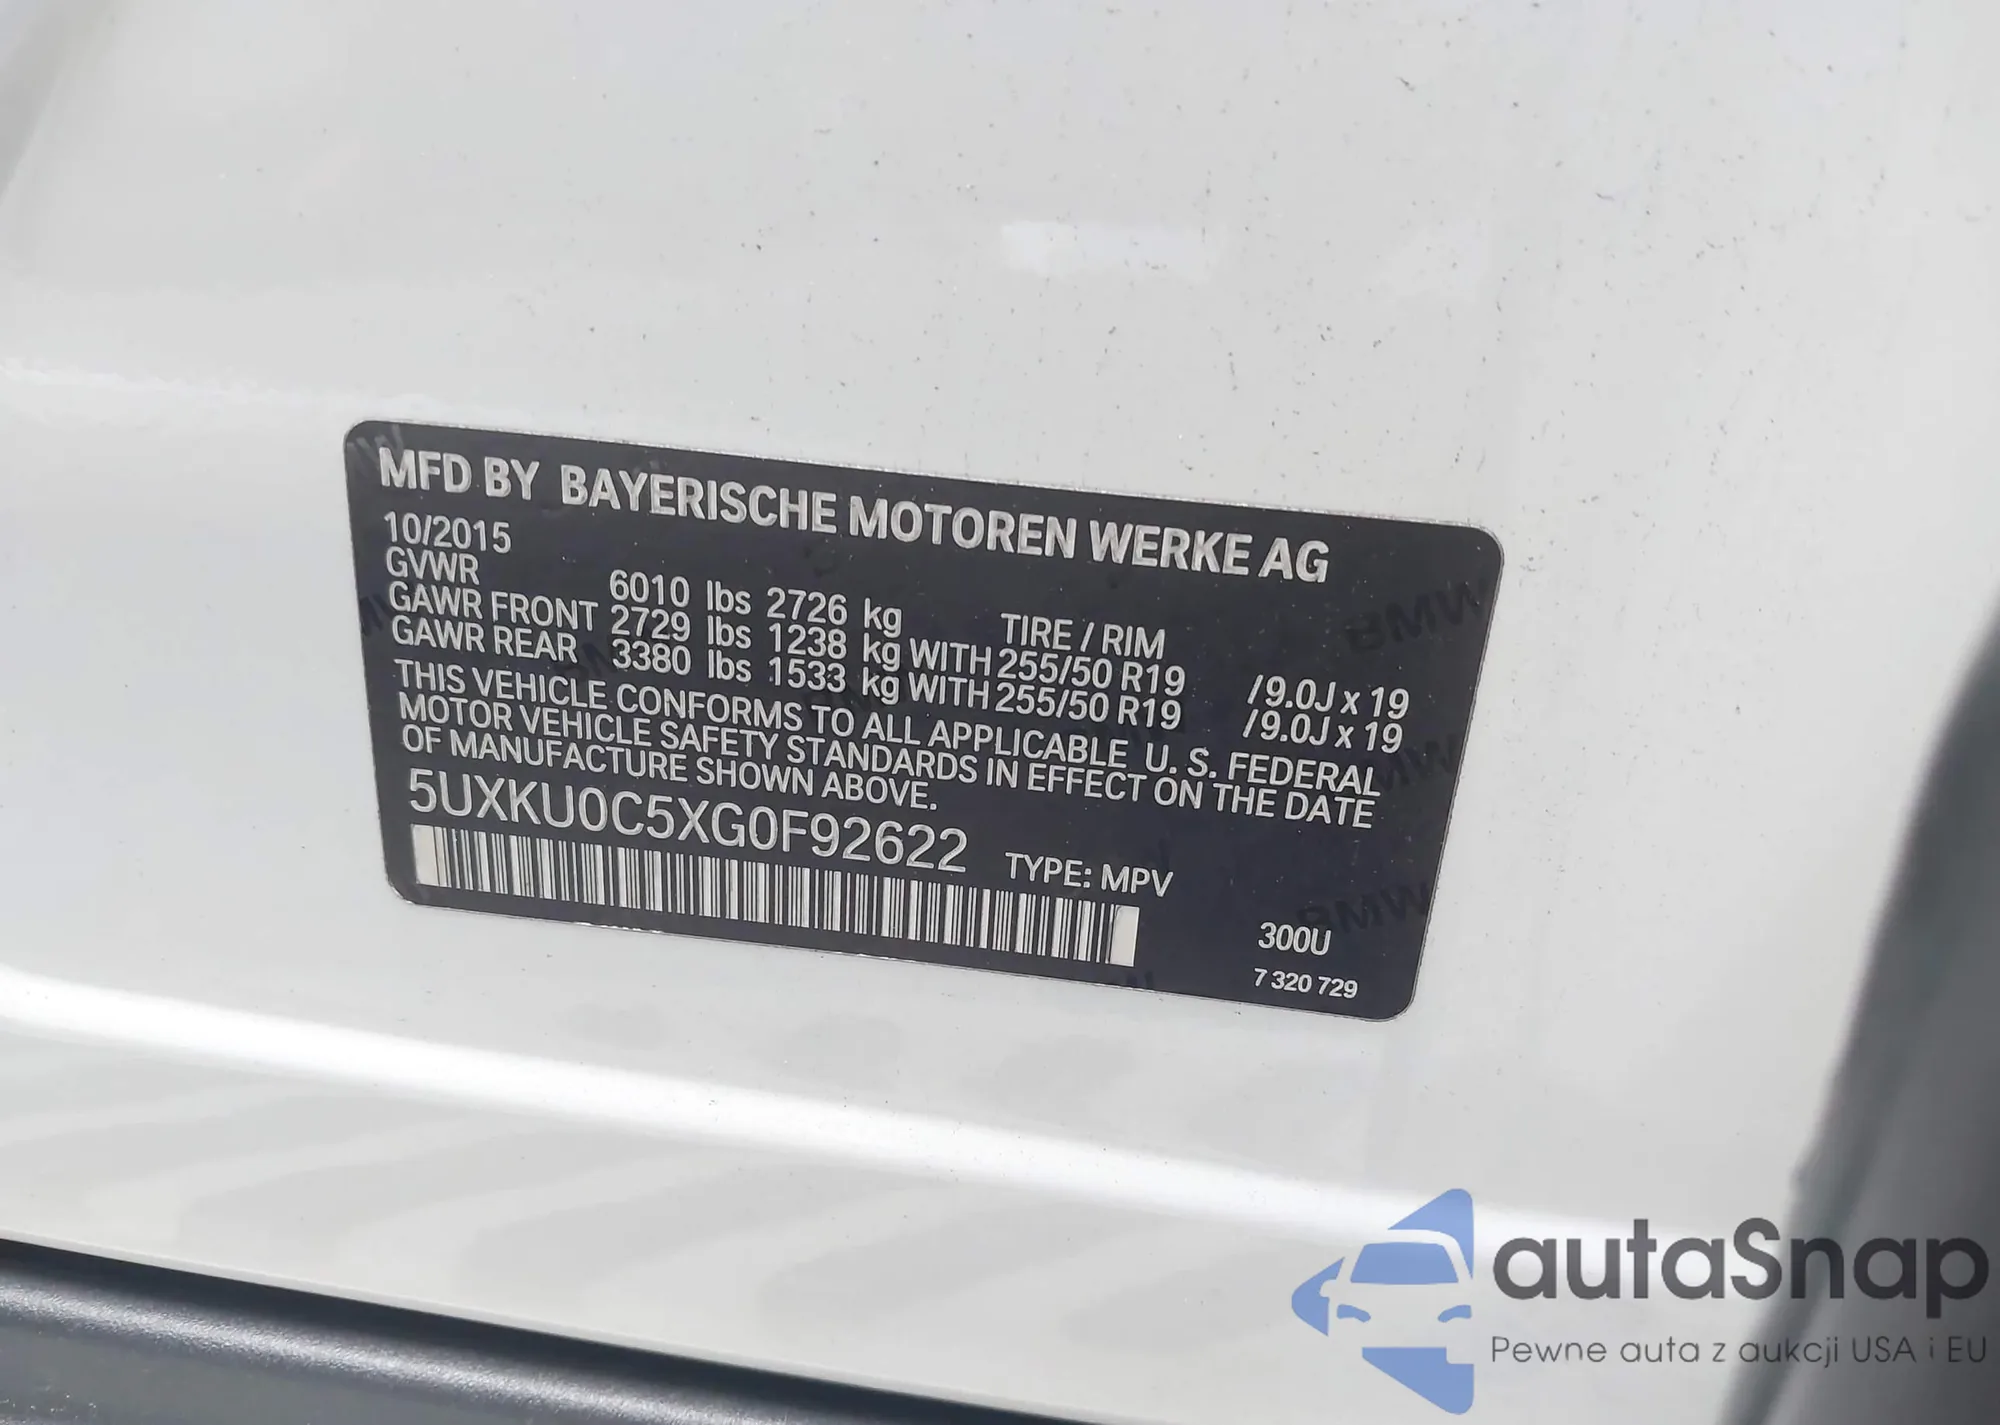 MFD BY BAYERISCHE MOTOREN WERKE AG
10/2015
GVWR 6010 lbs 2726 kg TIRE / RIM
GAWR FRONT 2729 lbs 1238 kg WITH 255/50 R19 /9.0J x 19
GAWR REAR 3380 lbs 1533 kg WITH 255/50 R19 /9.0J x 19
THIS VEHICLE CONFORMS TO ALL APPLICABLE U. S. FEDERAL
MOTOR VEHICLE SAFETY STANDARDS IN EFFECT ON THE DATE
OF MANUFACTURE SHOWN ABOVE.
5UXKU0C5XG0F92622 TYPE: MPV
300U
7 320 729
autaSnap
Pewne auta z aukcji USA i EU